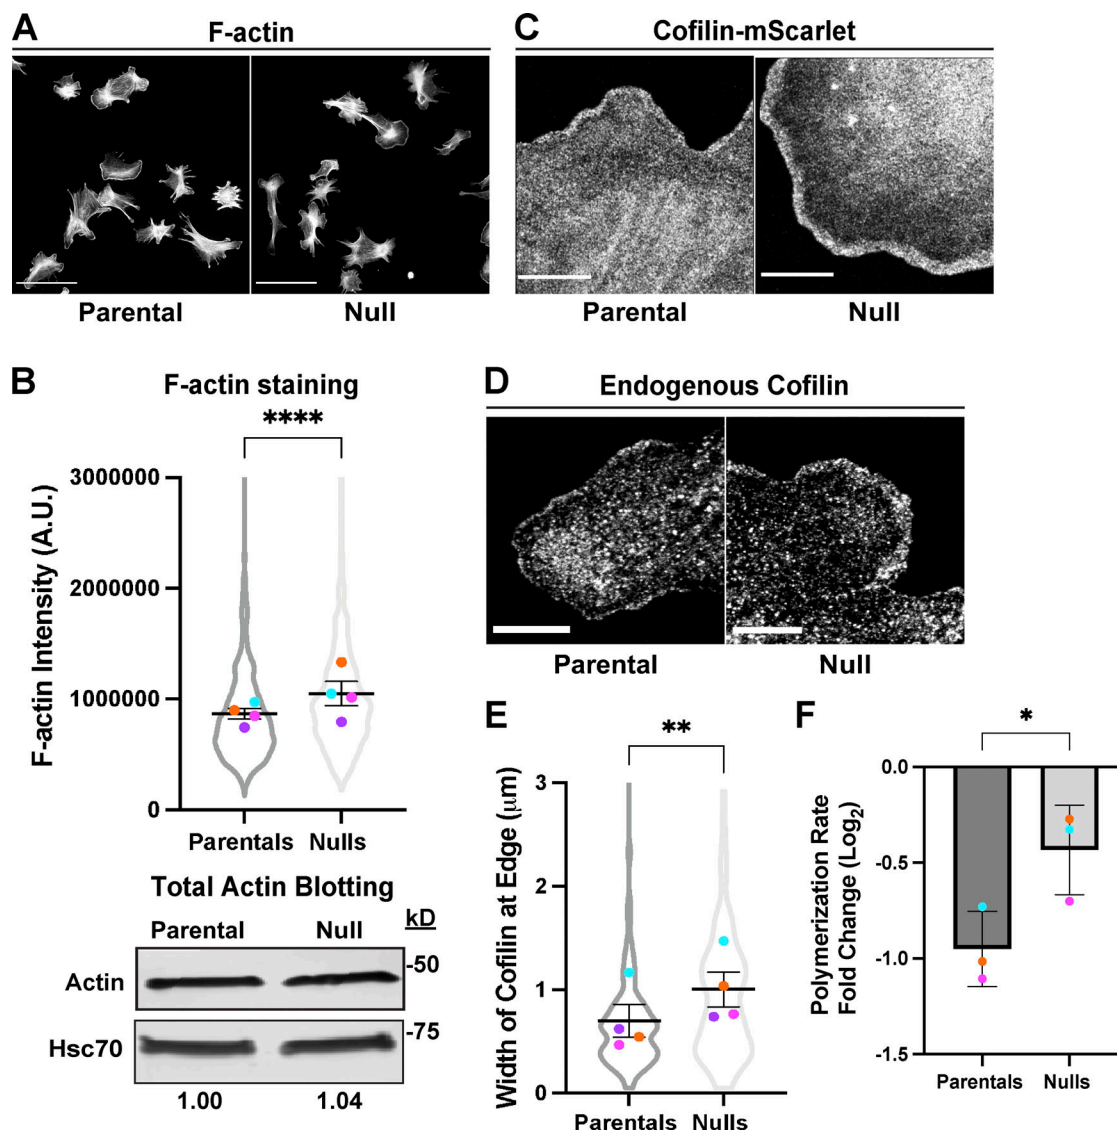 A
F-actin
Parental
Null
C
Cofilin-mScarlet
Parental
Null
B
F-actin staining
****
F-actin Intensity (A.U.)
3000000
2000000
1000000
0
Parentals
Nulls
Total Actin Blotting
Parental
Null
kD
Actin
-50
Hsc70
-75
1.00
1.04
D
Endogenous Cofilin
Parental
Null
E
**
Width of Cofilin at Edge (μm)
3
2
1
0
Parentals
Nulls
F
*
Polymerization Rate
Fold Change (Log₂)
0.0
-0.5
-1.0
-1.5
Parentals
Nulls